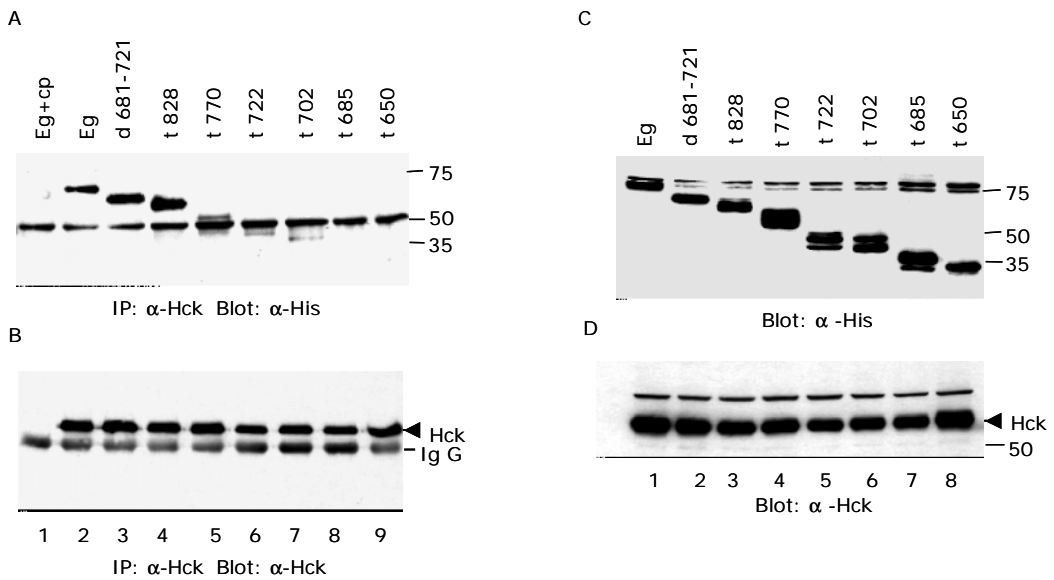 A
Eg+cp
Eg
d 681-721
t 828
t 770
t 722
t 702
t 685
t 650
75
50
35
IP: α-Hck Blot: α-His
B
Hck
Ig G
1 2 3 4 5 6 7 8 9
IP: α-Hck Blot: α-Hck
C
Eg
d 681-721
t 828
t 770
t 722
t 702
t 685
t 650
75
50
35
Blot: α -His
D
Hck
50
1 2 3 4 5 6 7 8
Blot: α -Hck